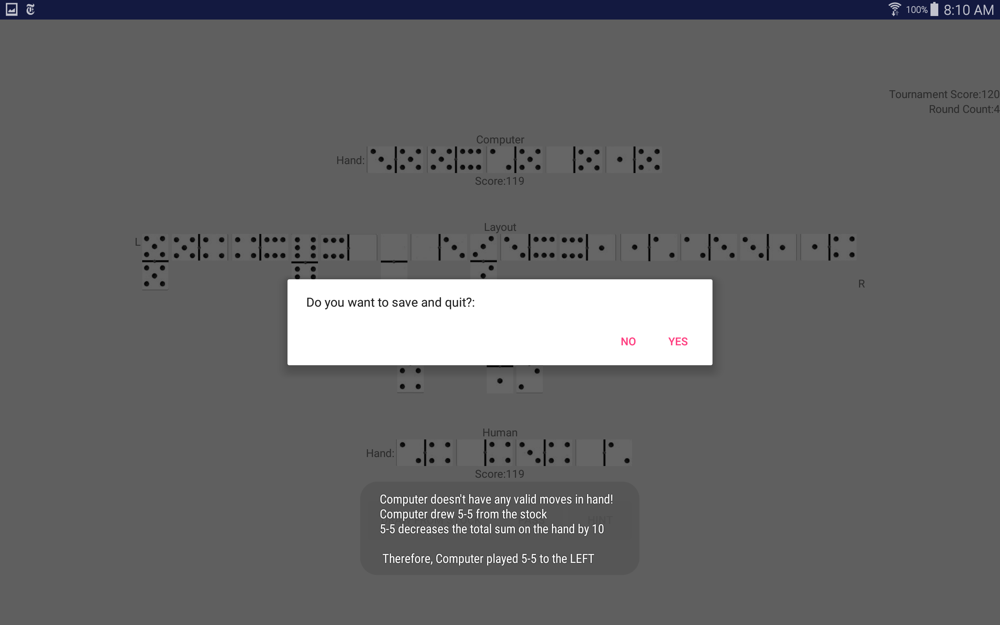 100% 8:10 AM
Tournament Score:120
Round Count:4
Computer
Hand:
Score:119
Layout
L
R
Do you want to save and quit?:
NO YES
Human
Hand:
Score:119
Computer doesn't have any valid moves in hand!
Computer drew 5-5 from the stock
HINT
5-5 decreases the total sum on the hand by 10
Therefore, Computer played 5-5 to the LEFT